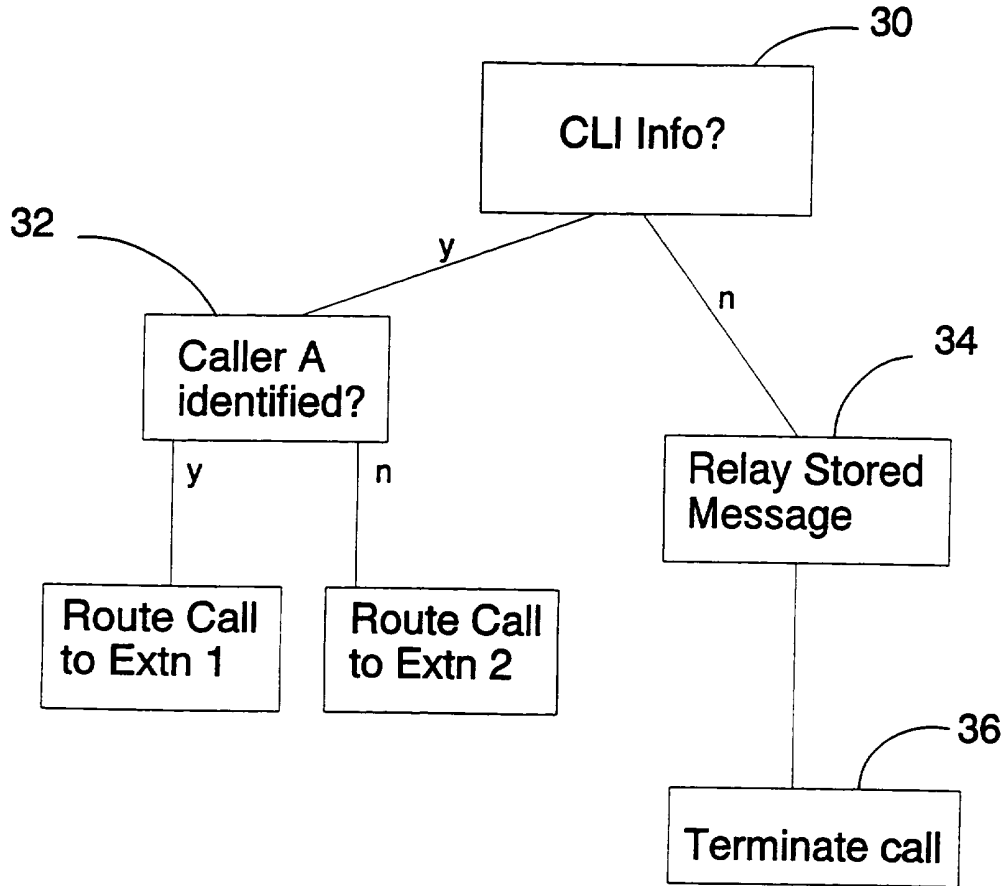 30
CLI Info?
32
y
n
Caller A
identified?
34
y
n
Relay Stored
Message
Route Call
to Extn 1
Route Call
to Extn 2
36
Terminate call